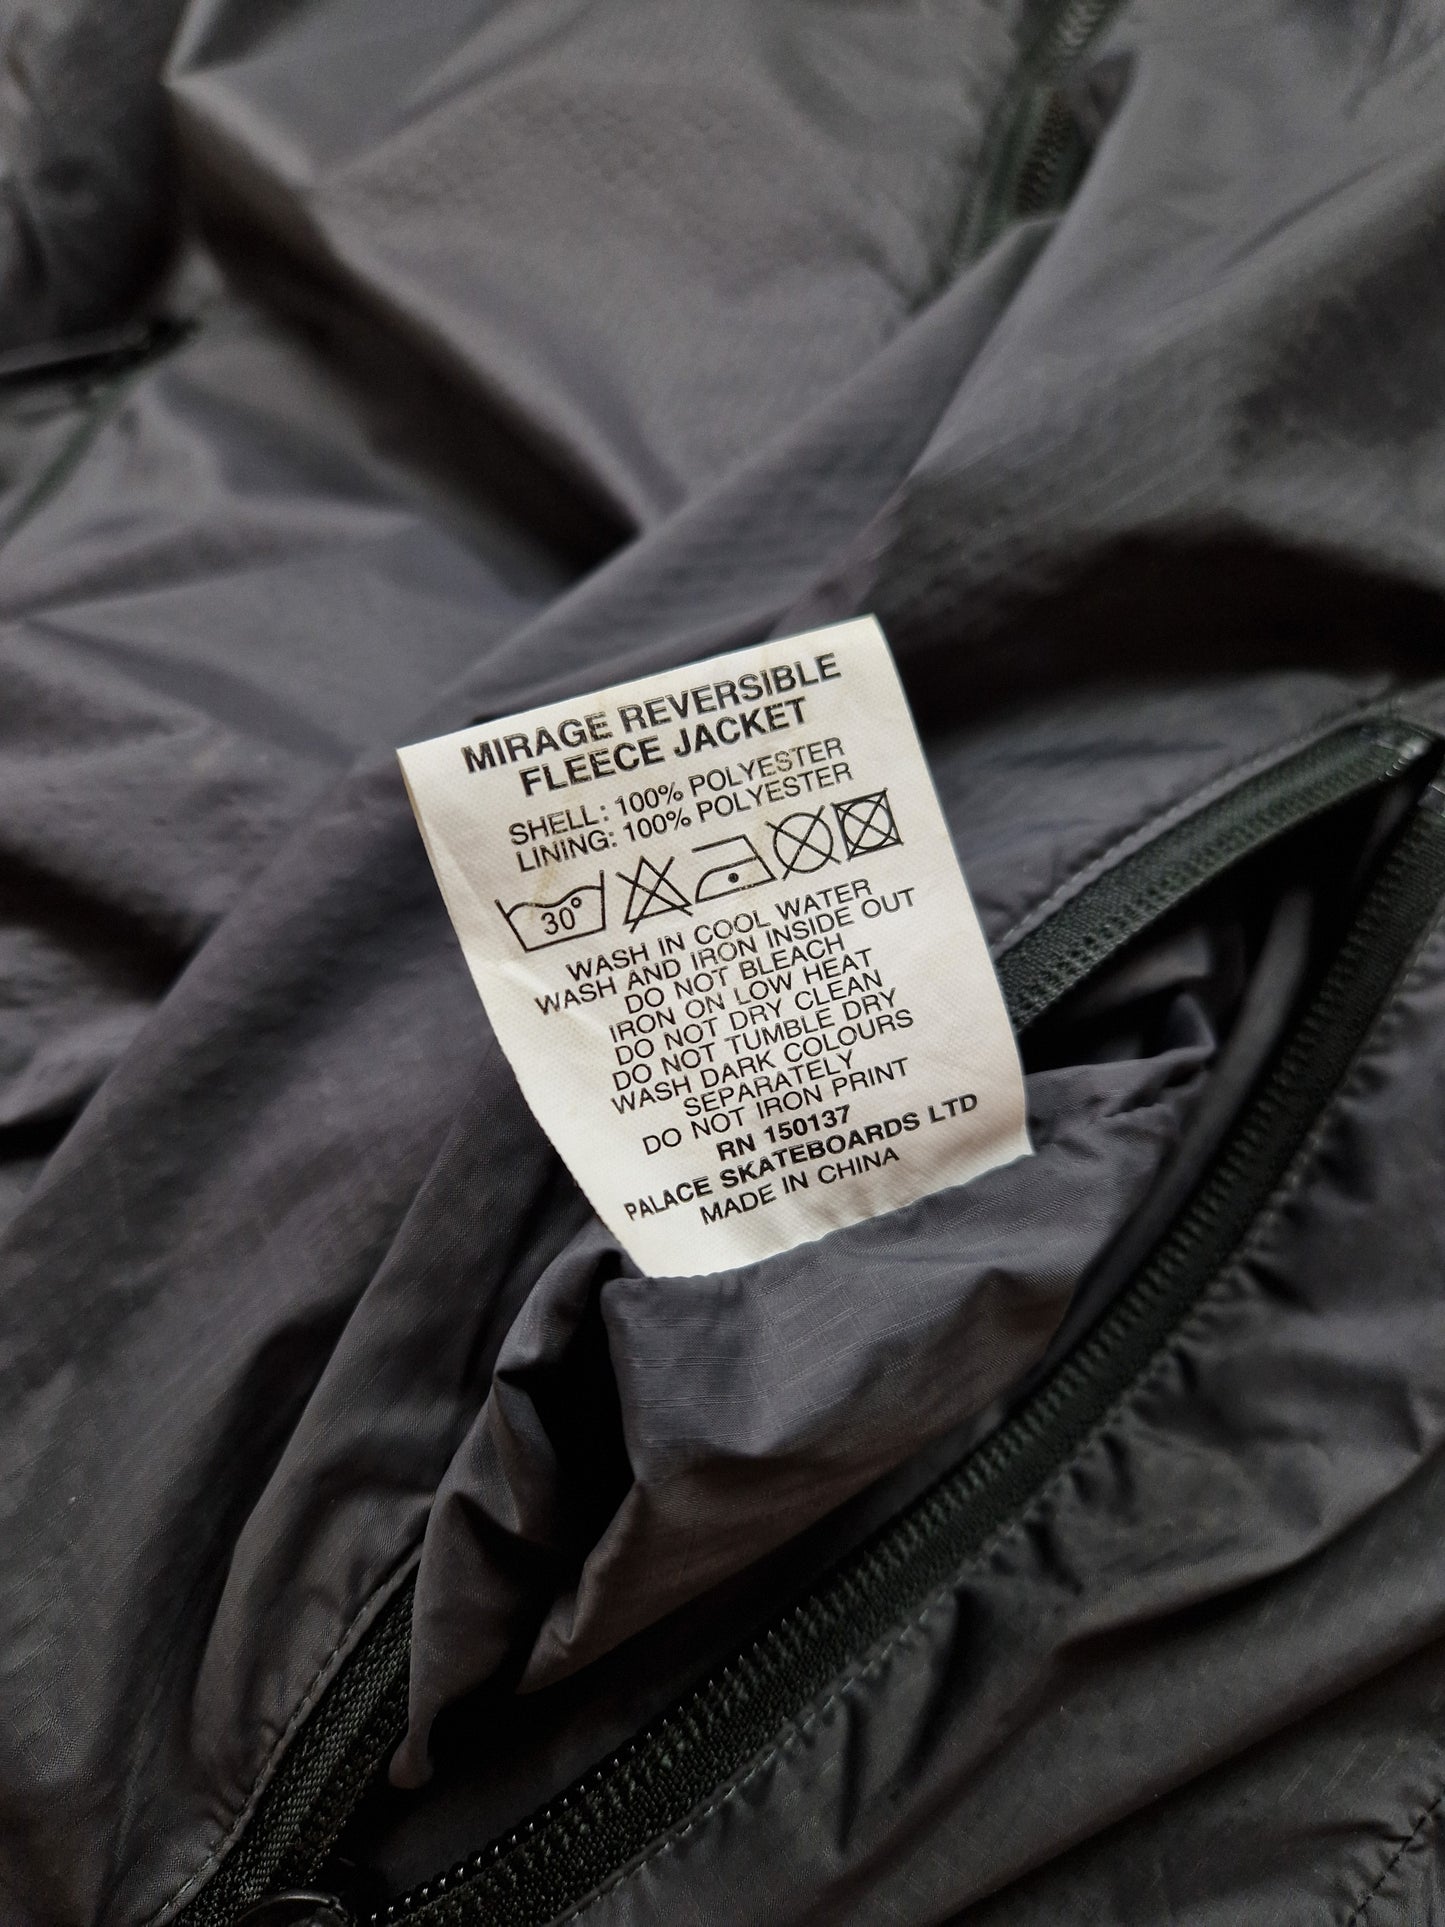 MIRAGE REVERSIBLE
FLEECE JACKET
SHELL: 100% POLYESTER
LINING: 100% POLYESTER
30°
WASH IN COOL WATER
WASH AND IRON INSIDE OUT
DO NOT BLEACH
IRON ON LOW HEAT
DO NOT DRY CLEAN
DO NOT TUMBLE DRY
WASH DARK COLOURS
SEPARATELY
DO NOT IRON PRINT
RN 150137
PALACE SKATEBOARDS LTD
MADE IN CHINA